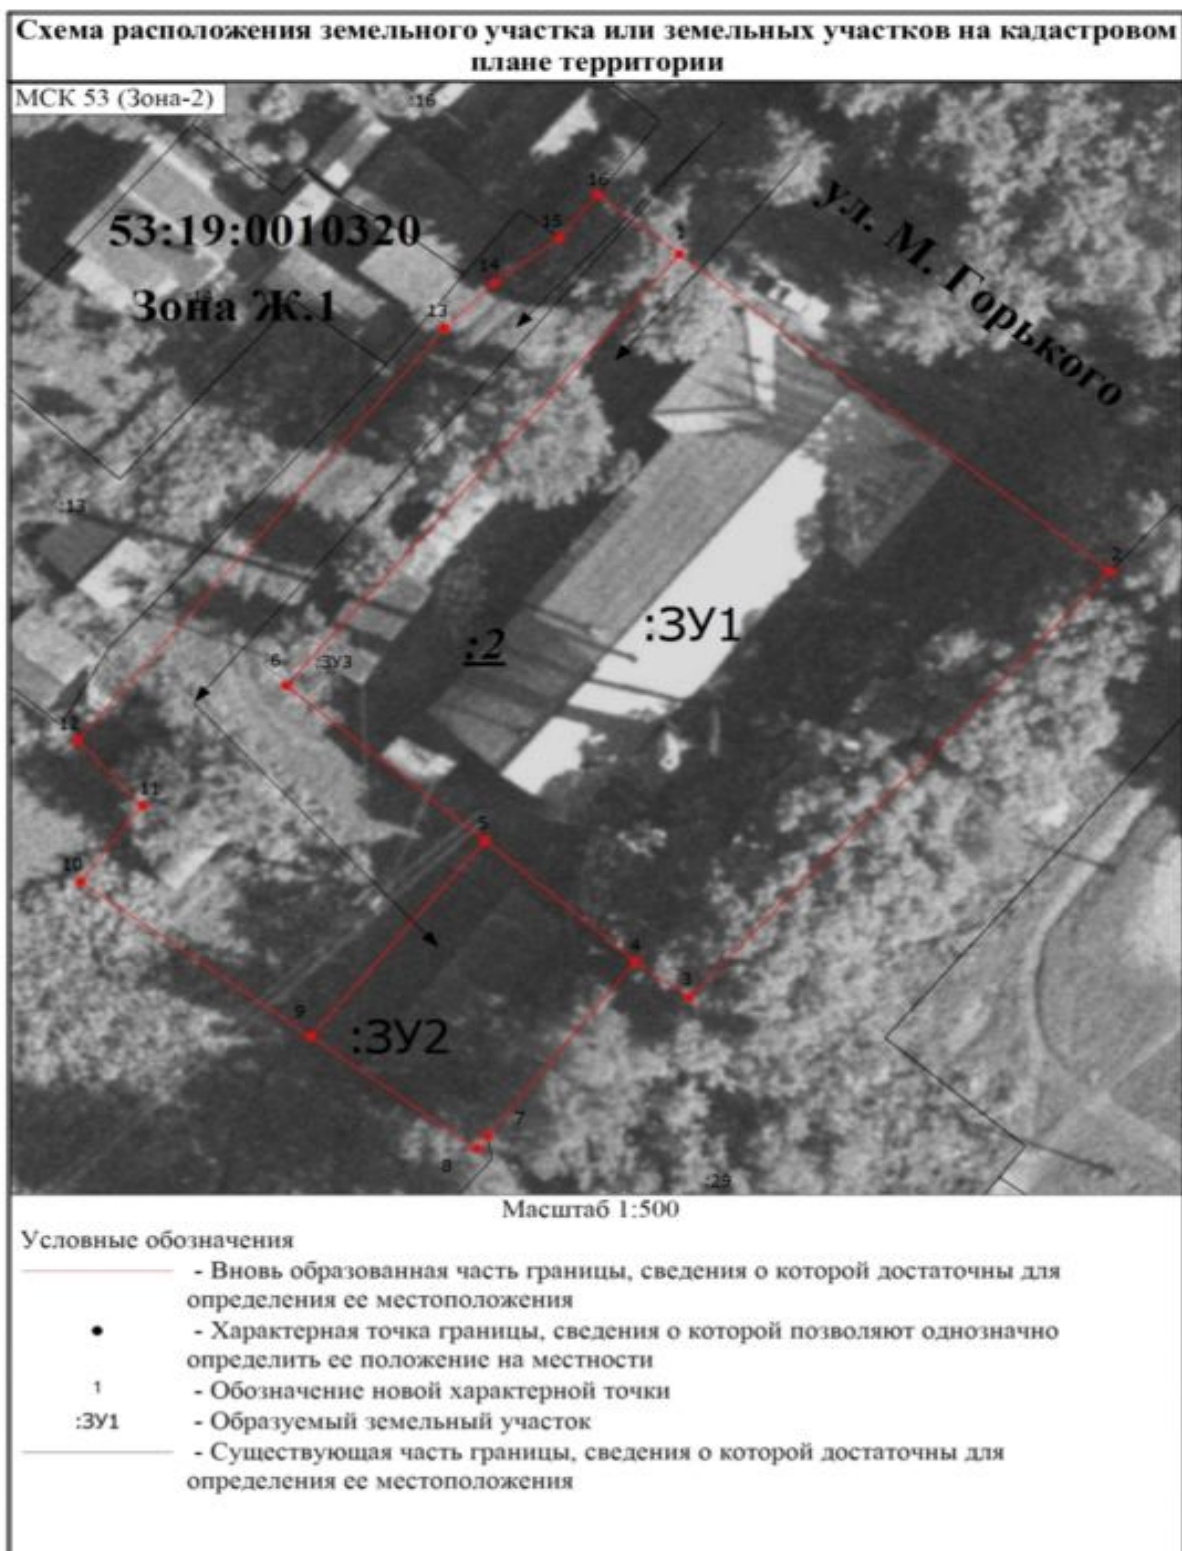 Схема расположения земельного участка или земельных участков на кадастровом
плане территории
МСК 53 (Зона-2)
:16
16
1
15
14
13
53:19:0010320
Зона Ж.1
ул. М. Горького
:13
2
:ЗУ1
:2
6
:ЗУ3
12
11
5
10
4
3
9
:ЗУ2
7
8
:29
Масштаб 1:500
Условные обозначения
- Вновь образованная часть границы, сведения о которой достаточны для
определения ее местоположения
- Характерная точка границы, сведения о которой позволяют однозначно
определить ее положение на местности
1 - Обозначение новой характерной точки
:ЗУ1 - Образуемый земельный участок
- Существующая часть границы, сведения о которой достаточны для
определения ее местоположения